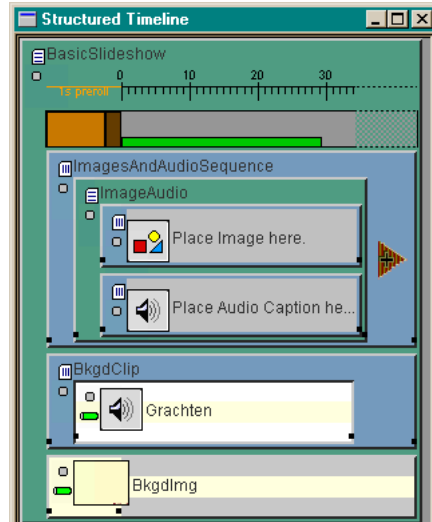 Structured Timeline
BasicSlideshow
0 10 20 30
1s preroll
ImagesAndAudioSequence
ImageAudio
Place Image here.
Place Audio Caption he...
BkgdClip
Grachten
BkgdImg